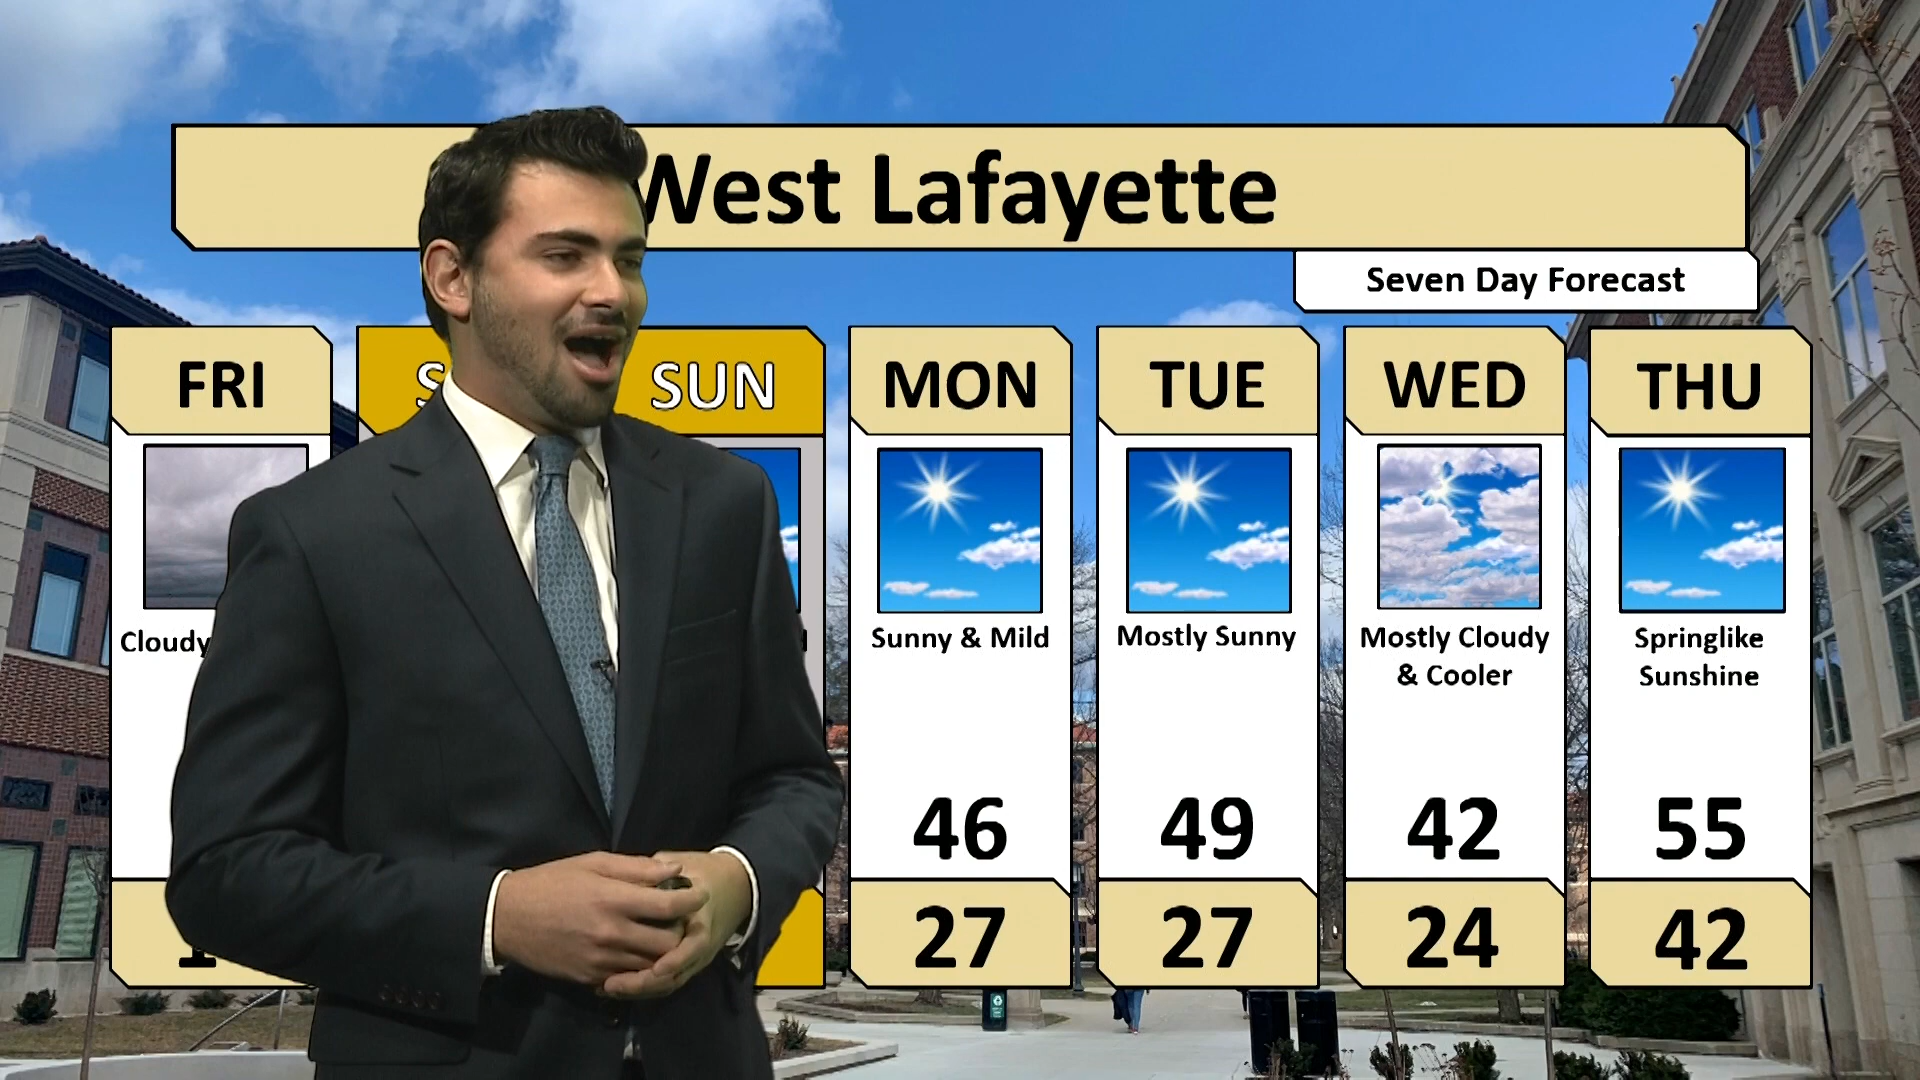 West Lafayette
Seven Day Forecast
FRI SUN MON TUE WED THU
Cloudy
Sunny & Mild
Mostly Sunny
Mostly Cloudy
& Cooler
Springlike
Sunshine
46 49 42 55
27 27 24 42